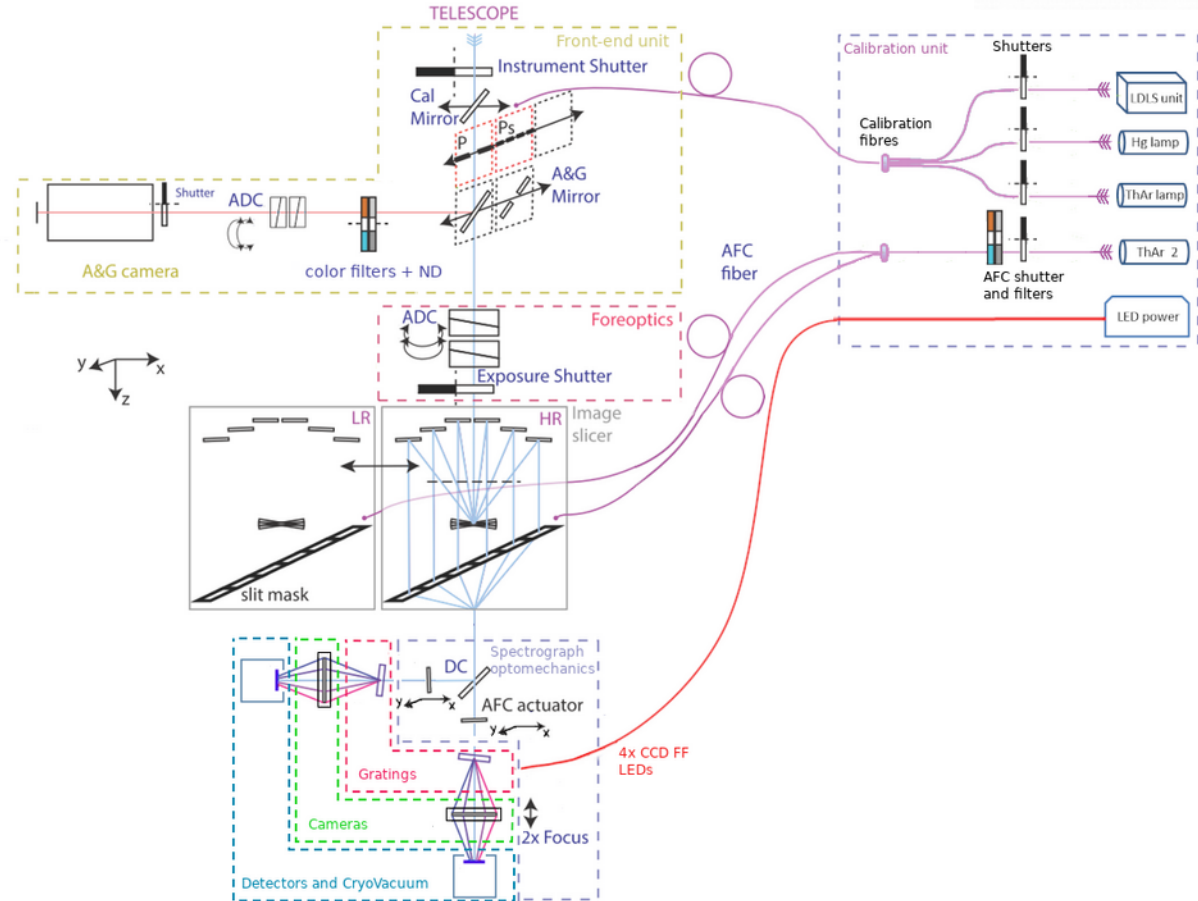 TELESCOPE
Front-end unit
Instrument Shutter
Cal
Mirror
P
Ps
A&G
Mirror
Shutter
ADC
A&G camera
color filters + ND
Calibration unit
Shutters
LDLS unit
Calibration
fibres
Hg lamp
ThAr lamp
AFC
fiber
ThAr 2
AFC shutter
and filters
LED power
ADC
Foreoptics
Exposure Shutter
y
x
z
LR
HR
Image
slicer
slit mask
Spectrograph
optomechanics
DC
y
x
AFC actuator
y
x
4x CCD FF
LEDs
Gratings
Cameras
2x Focus
Detectors and CryoVacuum